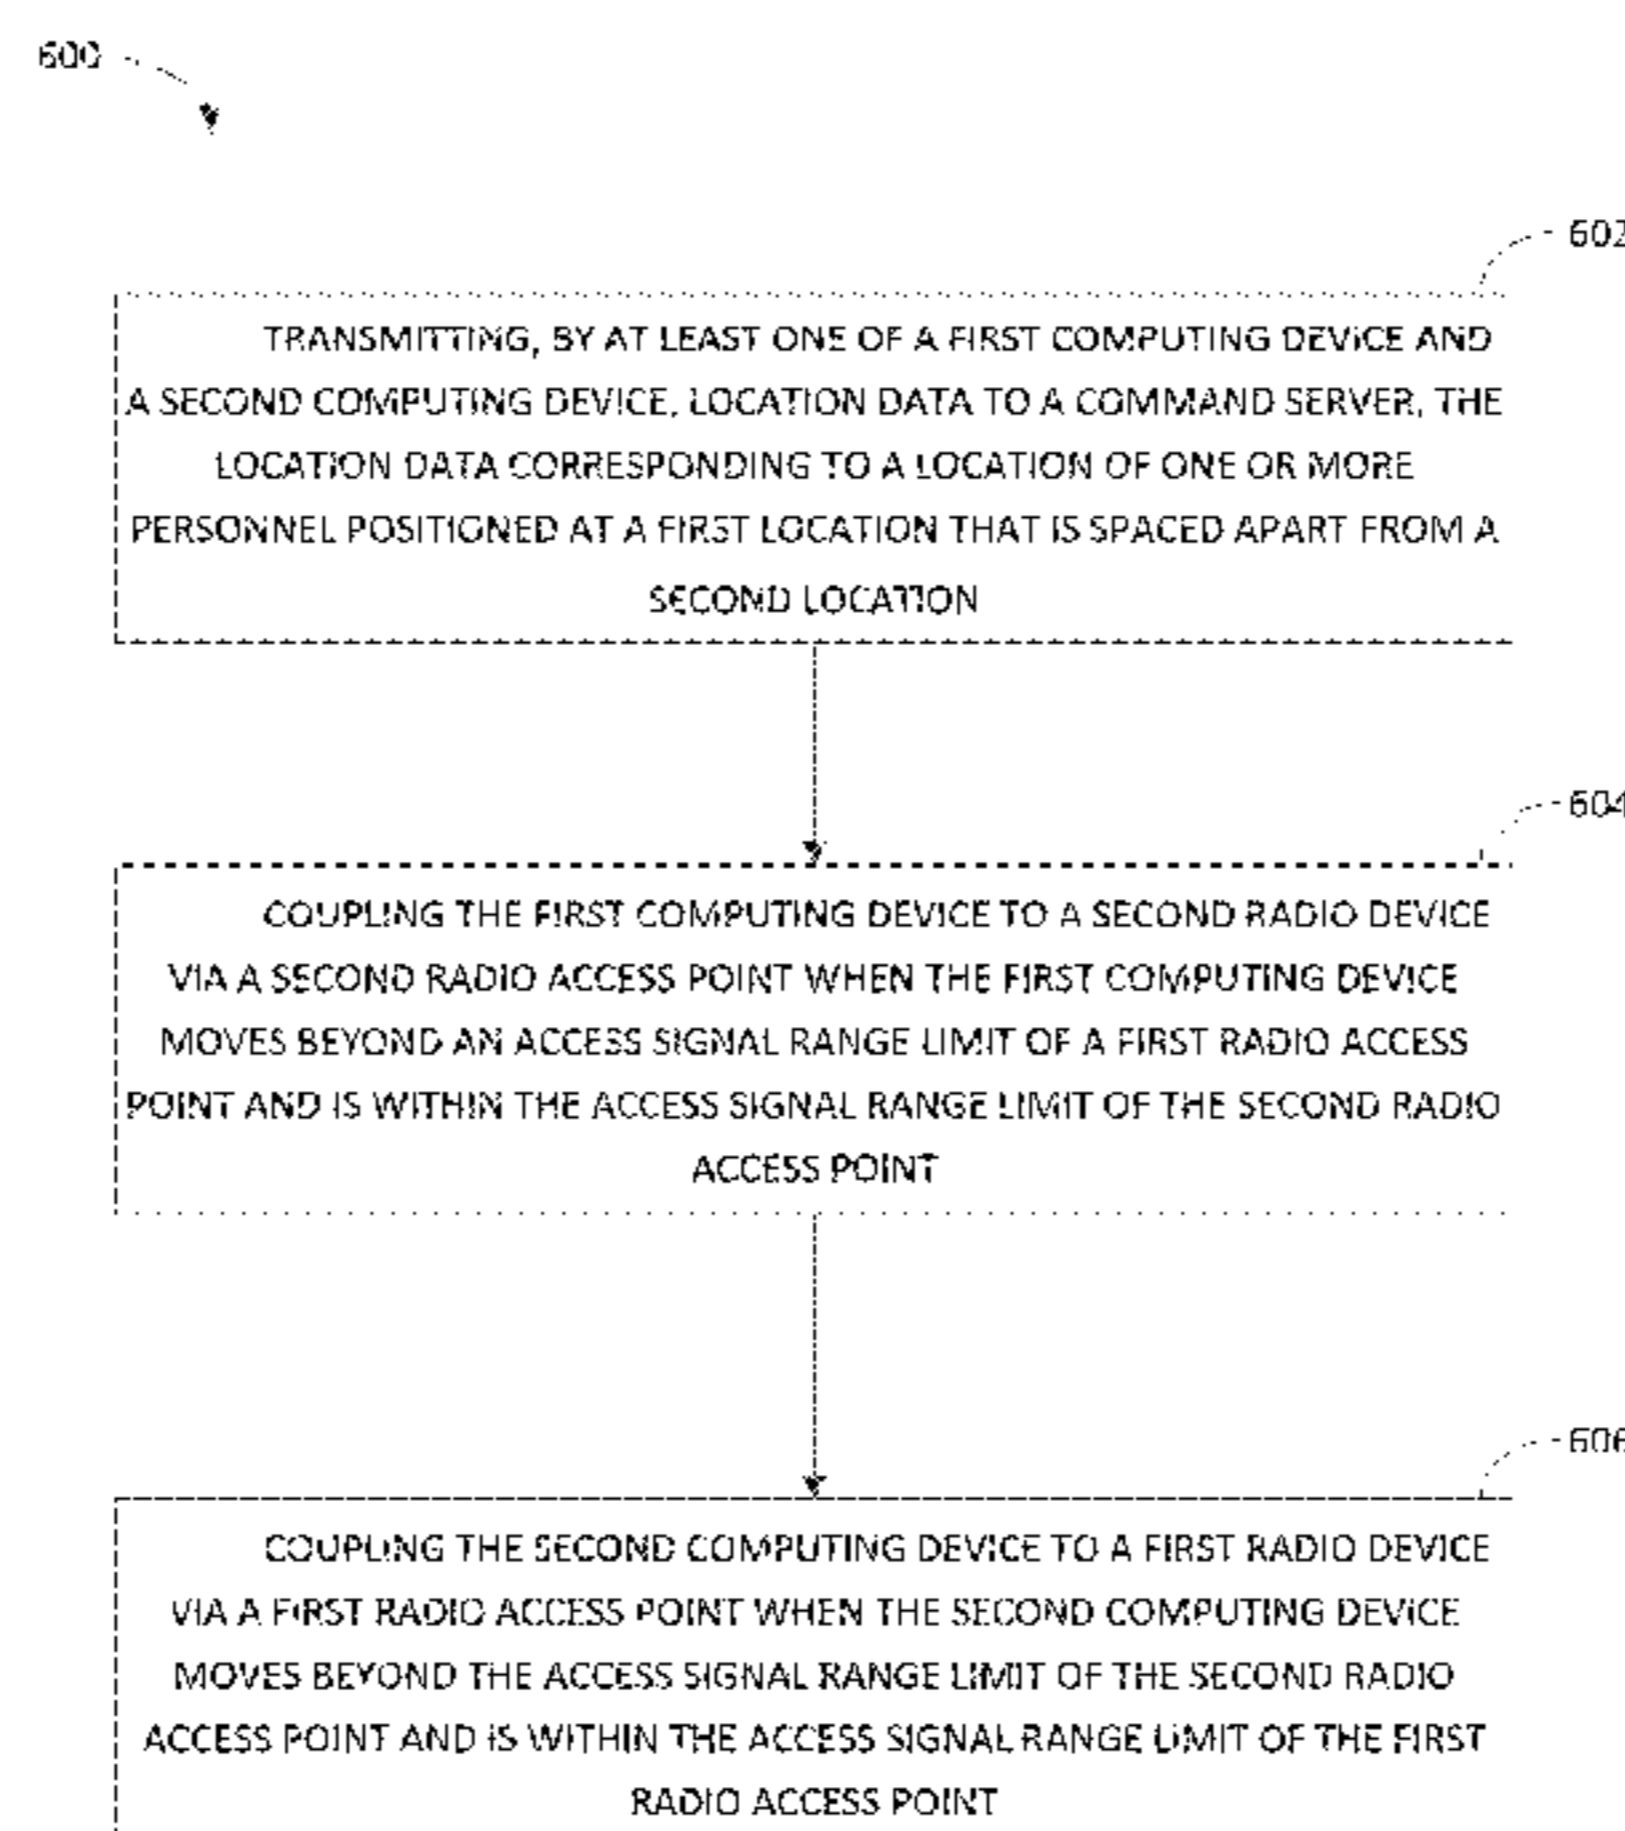 600
602
TRANSMITTING, BY AT LEAST ONE OF A FIRST COMPUTING DEVICE AND
A SECOND COMPUTING DEVICE, LOCATION DATA TO A COMMAND SERVER, THE
LOCATION DATA CORRESPONDING TO A LOCATION OF ONE OR MORE
PERSONNEL POSITIONED AT A FIRST LOCATION THAT IS SPACED APART FROM A
SECOND LOCATION
604
COUPLING THE FIRST COMPUTING DEVICE TO A SECOND RADIO DEVICE
VIA A SECOND RADIO ACCESS POINT WHEN THE FIRST COMPUTING DEVICE
MOVES BEYOND AN ACCESS SIGNAL RANGE LIMIT OF A FIRST RADIO ACCESS
POINT AND IS WITHIN THE ACCESS SIGNAL RANGE LIMIT OF THE SECOND RADIO
ACCESS POINT
606
COUPLING THE SECOND COMPUTING DEVICE TO A FIRST RADIO DEVICE
VIA A FIRST RADIO ACCESS POINT WHEN THE SECOND COMPUTING DEVICE
MOVES BEYOND THE ACCESS SIGNAL RANGE LIMIT OF THE SECOND RADIO
ACCESS POINT AND IS WITHIN THE ACCESS SIGNAL RANGE LIMIT OF THE FIRST
RADIO ACCESS POINT